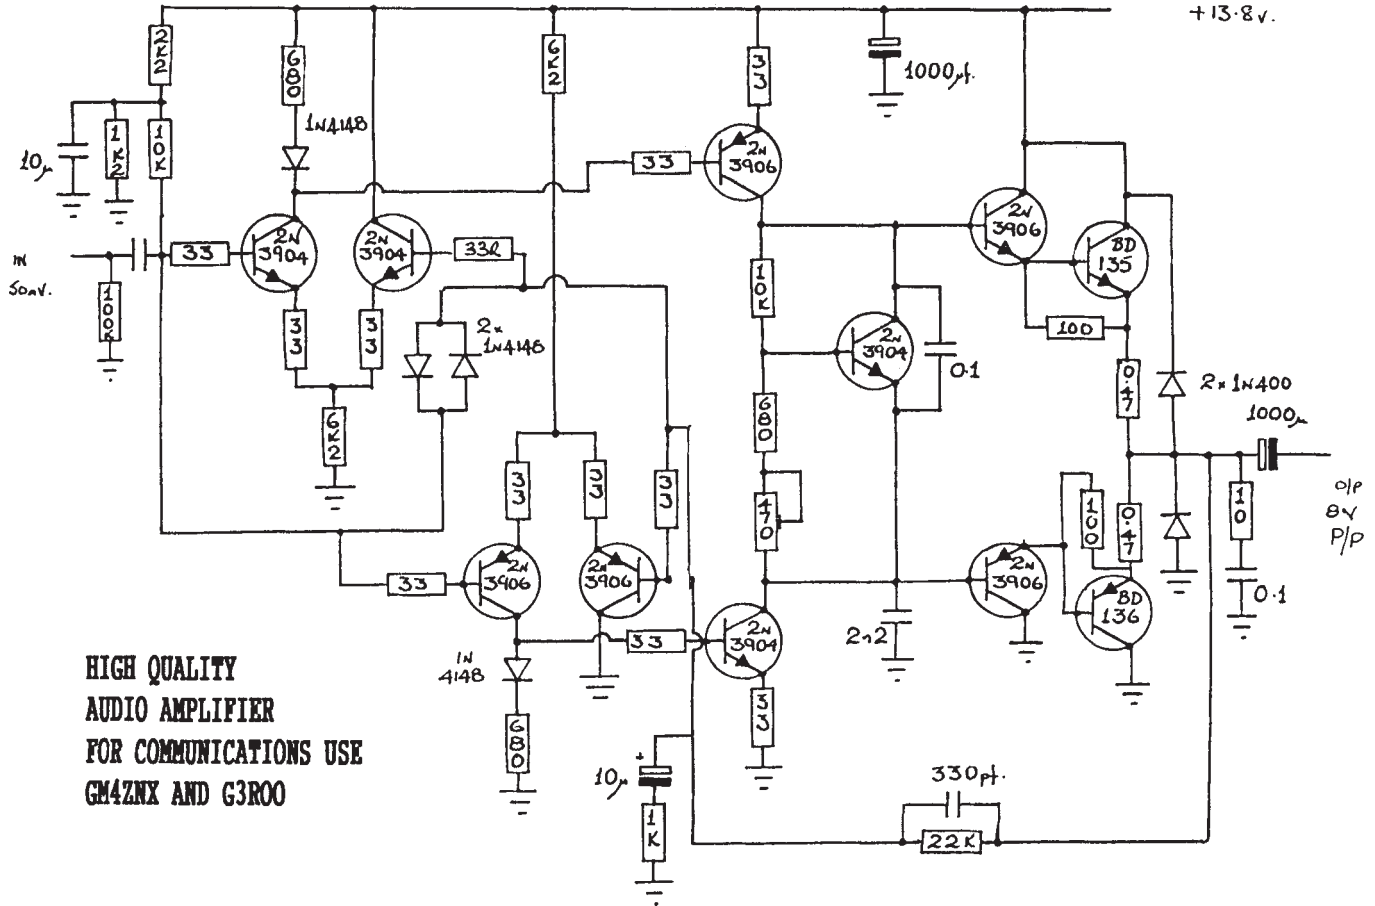 +13.8v.
2K2
680
6K2
33
1000µf.
1N4148
10µ
1K2
10K
33
2N
3906
2N
3906
33
2N
3904
2N
3904
33Ω
BD
135
IN
50mV.
100K
10K
33
33
2x
1N4148
2N
3904
0.1
100
0.47
2x1N400
1000µ
680
6K2
33
33
33
470
100
0.47
10
O/P
8V
P/P
33
2N
3906
2N
3906
2N
3906
BD
136
0.1
33
2N
3904
2n2
1N
4148
33
680
10µ
+
1K
330pf.
22K
HIGH QUALITY
AUDIO AMPLIFIER
FOR COMMUNICATIONS USE
GM4ZNX AND G3ROO